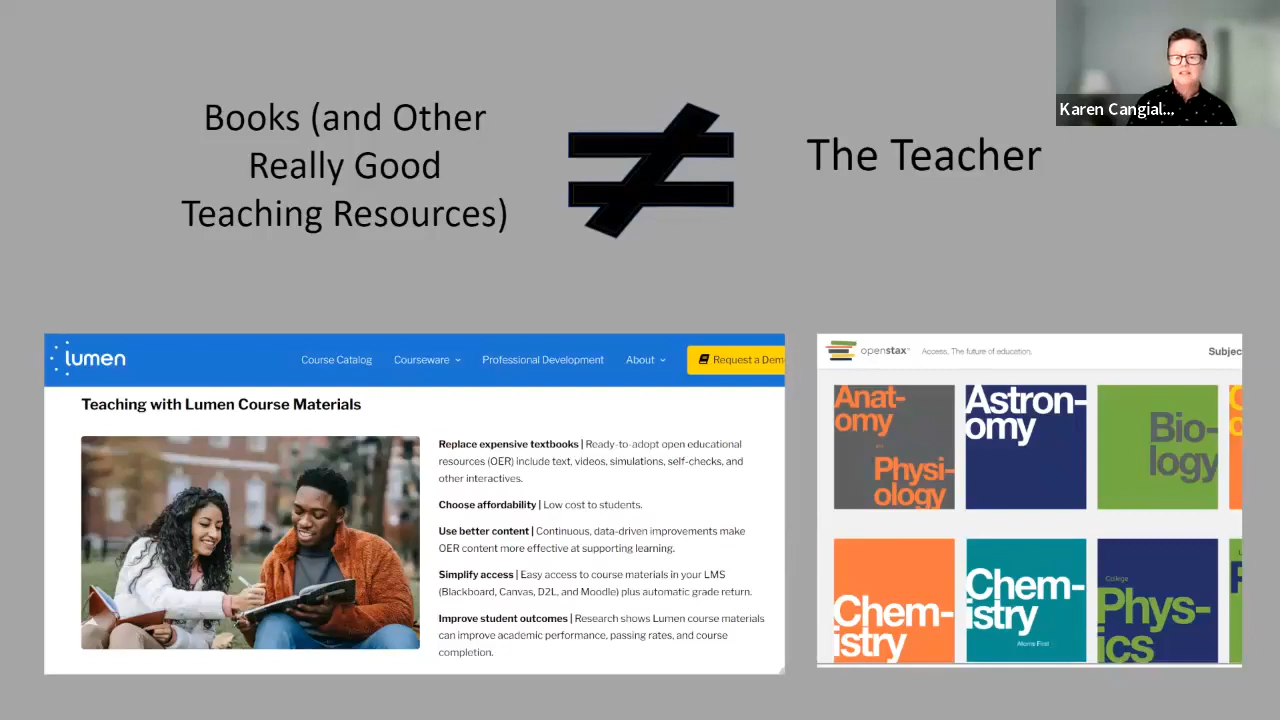 Karen Cangial...
Books (and Other
Really Good
Teaching Resources)
The Teacher
lumen
Course Catalog
Courseware
Professional Development
About
Request a Dem
Teaching with Lumen Course Materials
Replace expensive textbooks | Ready-to-adopt open educational
resources (OER) include text, videos, simulations, self-checks, and
other interactives.
Choose affordability | Low cost to students.
Use better content | Continuous, data-driven improvements make
OER content more effective at supporting learning.
Simplify access | Easy access to course materials in your LMS
(Blackboard, Canvas, D2L, and Moodle) plus automatic grade return.
Improve student outcomes | Research shows Lumen course materials
can improve academic performance, passing rates, and course
completion.
openstax™
Access. The future of education.
Subjec
Anat-
omy
and
Physi-
ology
Astron-
omy
Bio-
logy
Chem-
istry
Chem-
istry
Atoms First
College
Phys-
ics